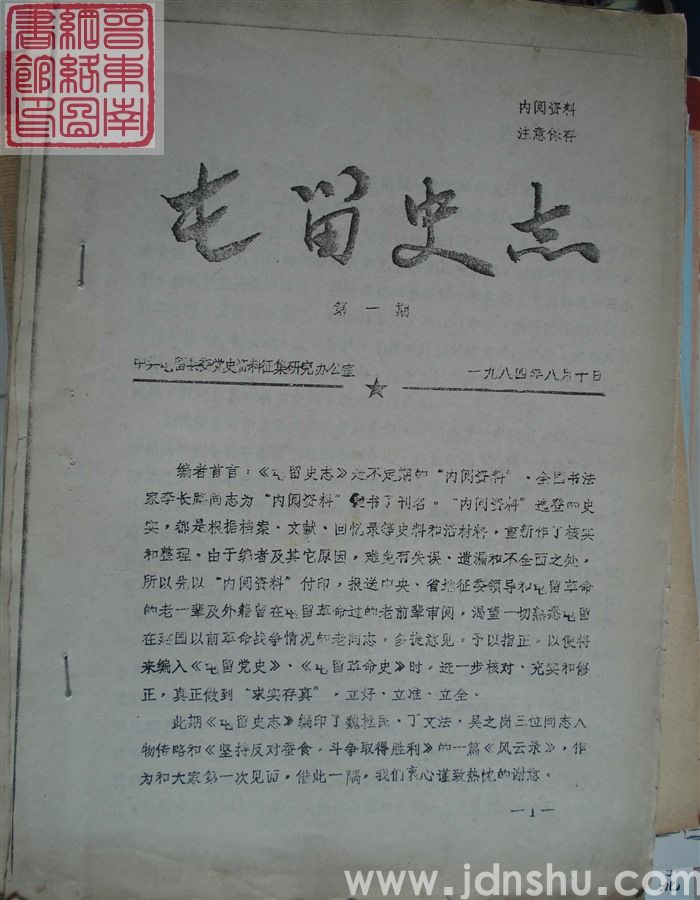 晋东南
网络图
书馆印
内阅资料
注意保存
屯留史志
第一期
中共屯留县委党史资料征集研究办公室
一九八四年八月十日
编者首言：《屯留史志》是不定期的“内阅资料”。全国书法
家李长路同志为“内阅资料”书了刊名。“内阅资料”选登的史
实，都是根据档案、文献、回忆录等史料和活材料，重新作了核实
和整理。由于编者及其它原因，难免有失误、遗漏和不全面之处，
所以先以“内阅资料”付印，报送中央、省地征委领导和屯留革命
的老一辈及外籍曾在屯留革命过的老前辈审阅，渴望一切熟悉屯留
在建国以前革命战争情况的老同志，多提意见。予以指正。以便将
来编入《屯留党史》、《屯留革命史》时，进一步核对、充实和修
正，真正做到“求实存真”，立好、立准、立全。
此期《屯留史志》编印了魏拴民、丁文法、吴之岗三位同志人
物传略和《坚持反对蚕食，斗争取得胜利》的一篇《风云录》，作
为和大家第一次见面，借此一隅，我们衷心谨致热忱的谢意。
—1—
www.jdnshu.com